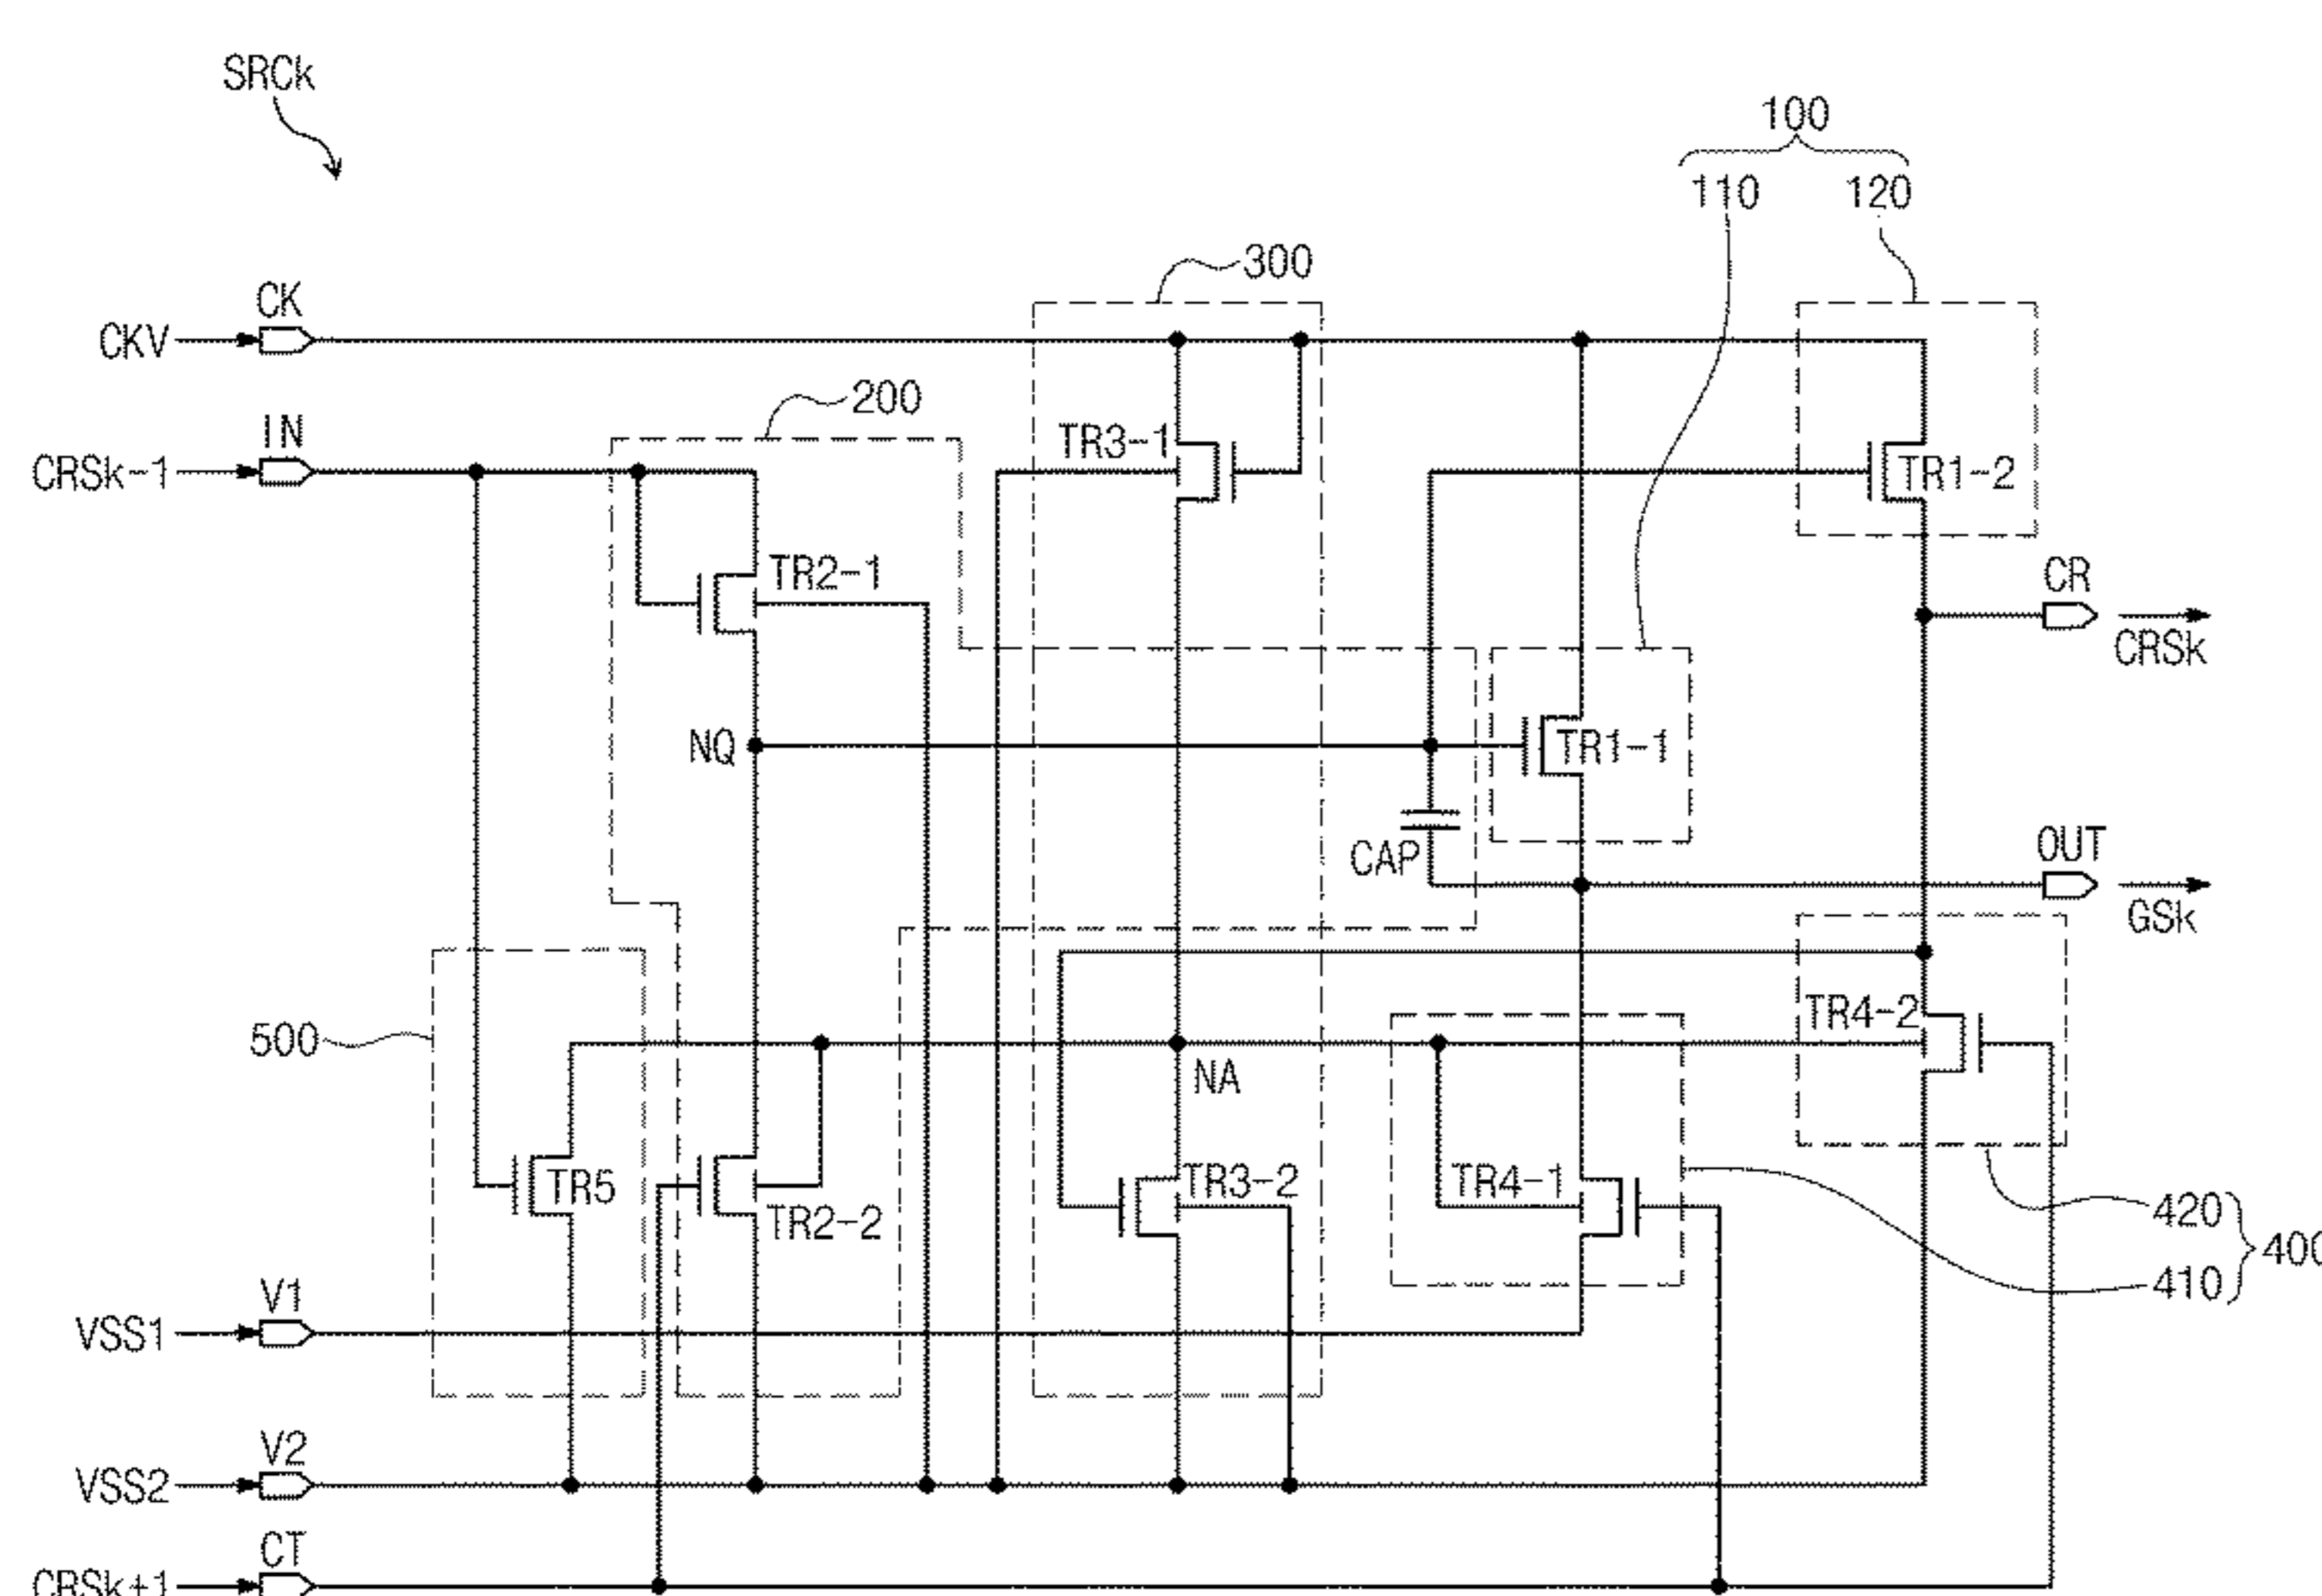 SRCk
100
110
120
300
CK
CKV
200
IN
CRSk-1
TR3-1
TR1-2
TR2-1
CR
CRSk
NQ
TR1-1
CAP
OUT
GSk
500
TR4-2
NA
TR5
TR2-2
TR3-2
TR4-1
420
400
410
V1
VSS1
V2
VSS2
CT
CRSk+1